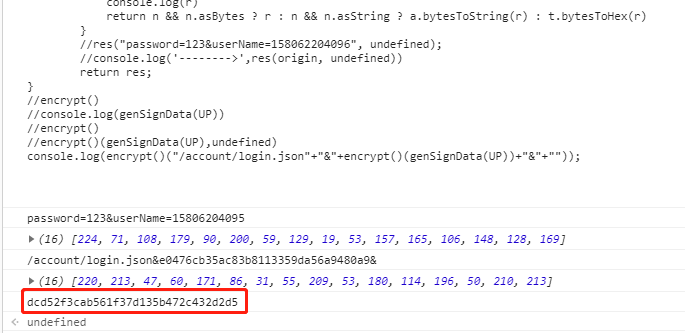 console.log(r)
return n && n.asBytes ? r : n && n.asString ? a.bytesToString(r) : t.bytesToHex(r)
}
//res("password=123&userName=158062204096", undefined);
//console.log('-------->',res(origin, undefined))
return res;
}
//encrypt()
//console.log(genSignData(UP))
//encrypt()
//encrypt()(genSignData(UP),undefined)
console.log(encrypt()("/account/login.json"+"&"+encrypt()(genSignData(UP))+"&"+""));
password=123&userName=15806204095
(16) [224, 71, 108, 179, 90, 200, 59, 129, 19, 53, 157, 165, 106, 148, 128, 169]
/account/login.json&e0476cb35ac83b8113359da56a9480a9&
(16) [220, 213, 47, 60, 171, 86, 31, 55, 209, 53, 180, 114, 196, 50, 210, 213]
dcd52f3cab561f37d135b472c432d2d5
undefined